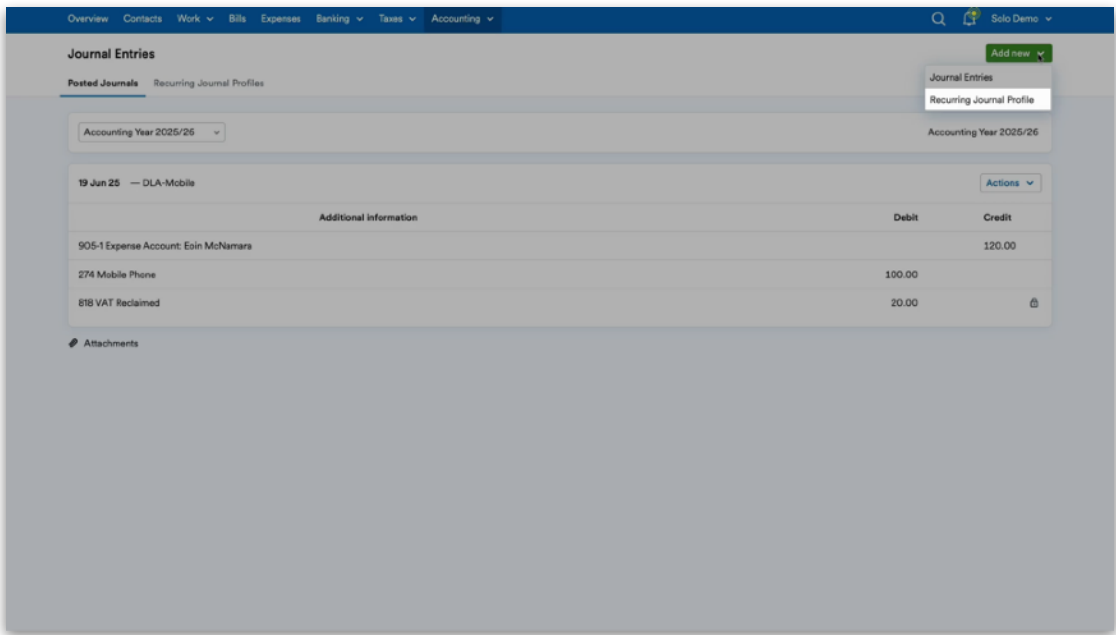 Overview Contacts Work Bills Expenses Banking Taxes Accounting Solo Demo
Journal Entries
Add new
Posted Journals Recurring Journal Profiles
Journal Entries
Recurring Journal Profile
Accounting Year 2025/26
Accounting Year 2025/26
19 Jun 25 — DLA-Mobile
Actions
Additional information Debit Credit
905-1 Expense Account: Eoin McNamara 120.00
274 Mobile Phone 100.00
818 VAT Reclaimed 20.00
Attachments